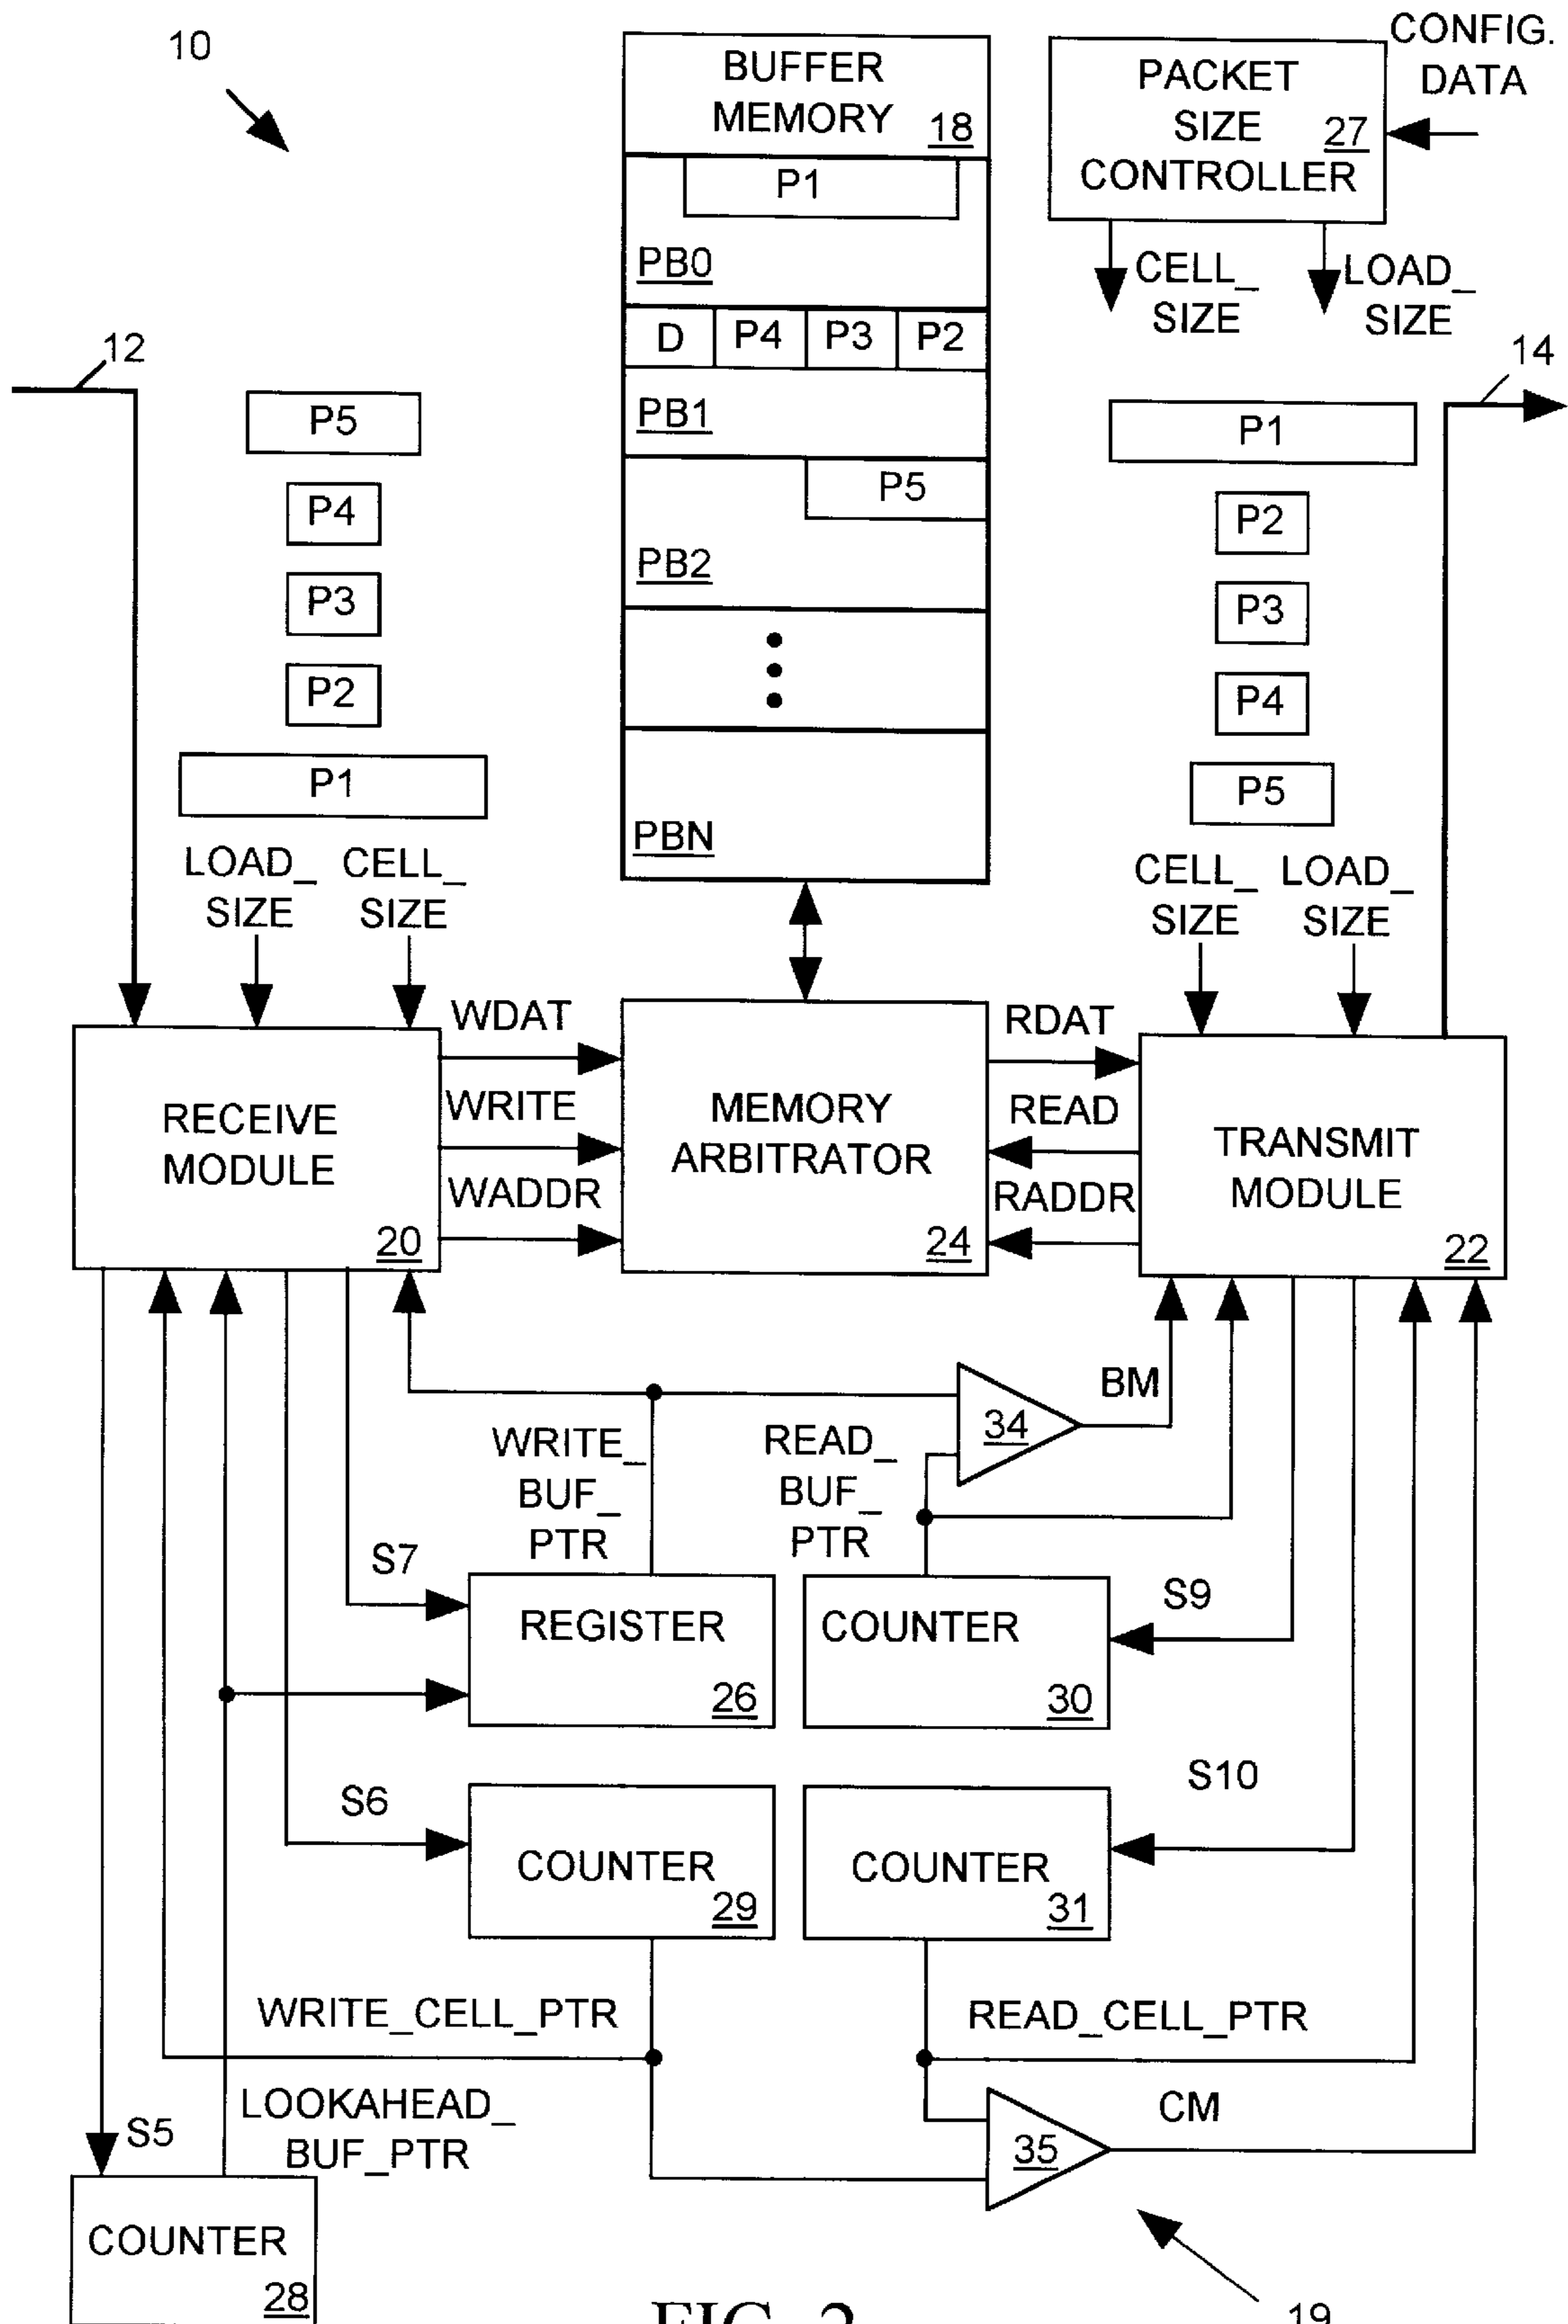 10
BUFFER
MEMORY 18
CONFIG.
DATA
PACKET
SIZE
CONTROLLER 27
P1
PB0
CELL_
SIZE
LOAD_
SIZE
D P4 P3 P2
PB1
12
14
P5
P4
P3
P2
P1
P5
PB2
PBN
P1
P2
P3
P4
P5
LOAD_
SIZE
CELL_
SIZE
CELL_
SIZE
LOAD_
SIZE
WDAT
WRITE
WADDR
RDAT
READ
RADDR
RECEIVE
MODULE
20
MEMORY
ARBITRATOR
24
TRANSMIT
MODULE
22
BM
34
WRITE_
BUF_
PTR
READ_
BUF_
PTR
S7
S9
REGISTER
26
COUNTER
30
S6
S10
COUNTER
29
COUNTER
31
WRITE_CELL_PTR
READ_CELL_PTR
S5
LOOKAHEAD_
BUF_PTR
CM
35
COUNTER
28
19
FIG. 2